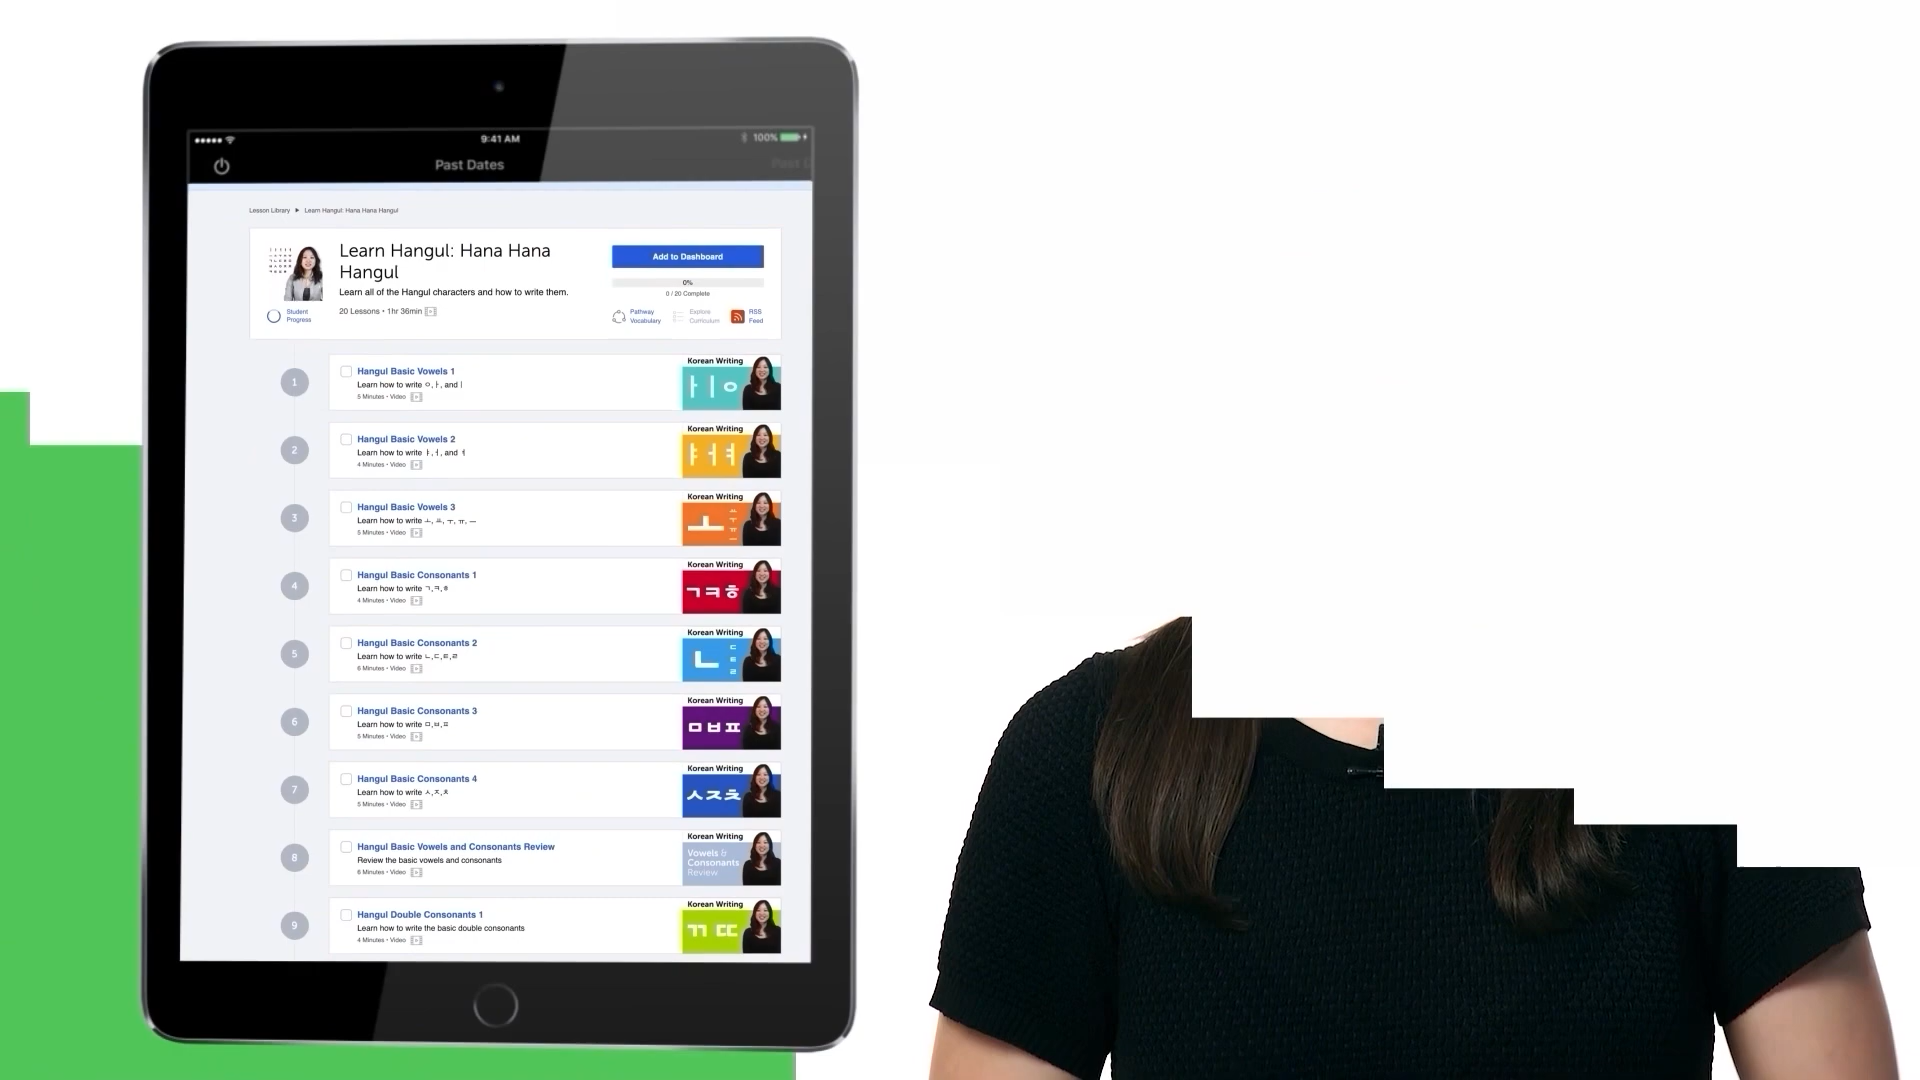 9:41 AM
100%
Past Dates
Lesson Library ▶ Learn Hangul: Hana Hana Hangul
Learn Hangul: Hana Hana
Hangul
Learn all of the Hangul characters and how to write them.
20 Lessons • 1hr 36min
Student
Progress
Add to Dashboard
0%
0 / 20 Complete
Pathway
Vocabulary
Explore
Curriculum
RSS
Feed
1
Hangul Basic Vowels 1
Learn how to write ㅇ,ㅏ, and ㅣ
5 Minutes • Video
Korean Writing
ㅏㅣㅇ
2
Hangul Basic Vowels 2
Learn how to write ㅑ,ㅓ, and ㅕ
4 Minutes • Video
Korean Writing
ㅑㅓㅕ
3
Hangul Basic Vowels 3
Learn how to write ㅗ, ㅛ, ㅜ, ㅠ, ㅡ
5 Minutes • Video
Korean Writing
ㅗ
ㅛ
ㅜ
ㅠ
ㅡ
4
Hangul Basic Consonants 1
Learn how to write ㄱ,ㅋ,ㅎ
4 Minutes • Video
Korean Writing
ㄱㅋㅎ
5
Hangul Basic Consonants 2
Learn how to write ㄴ,ㄷ,ㅌ,ㄹ
6 Minutes • Video
Korean Writing
ㄴ
ㄷ
ㅌ
ㄹ
6
Hangul Basic Consonants 3
Learn how to write ㅁ,ㅂ,ㅍ
5 Minutes • Video
Korean Writing
ㅁㅂㅍ
7
Hangul Basic Consonants 4
Learn how to write ㅅ,ㅈ,ㅊ
5 Minutes • Video
Korean Writing
ㅅㅈㅊ
8
Hangul Basic Vowels and Consonants Review
Review the basic vowels and consonants
6 Minutes • Video
Korean Writing
Vowels &
Consonants
Review
9
Hangul Double Consonants 1
Learn how to write the basic double consonants
4 Minutes • Video
Korean Writing
ㄲ ㄸ